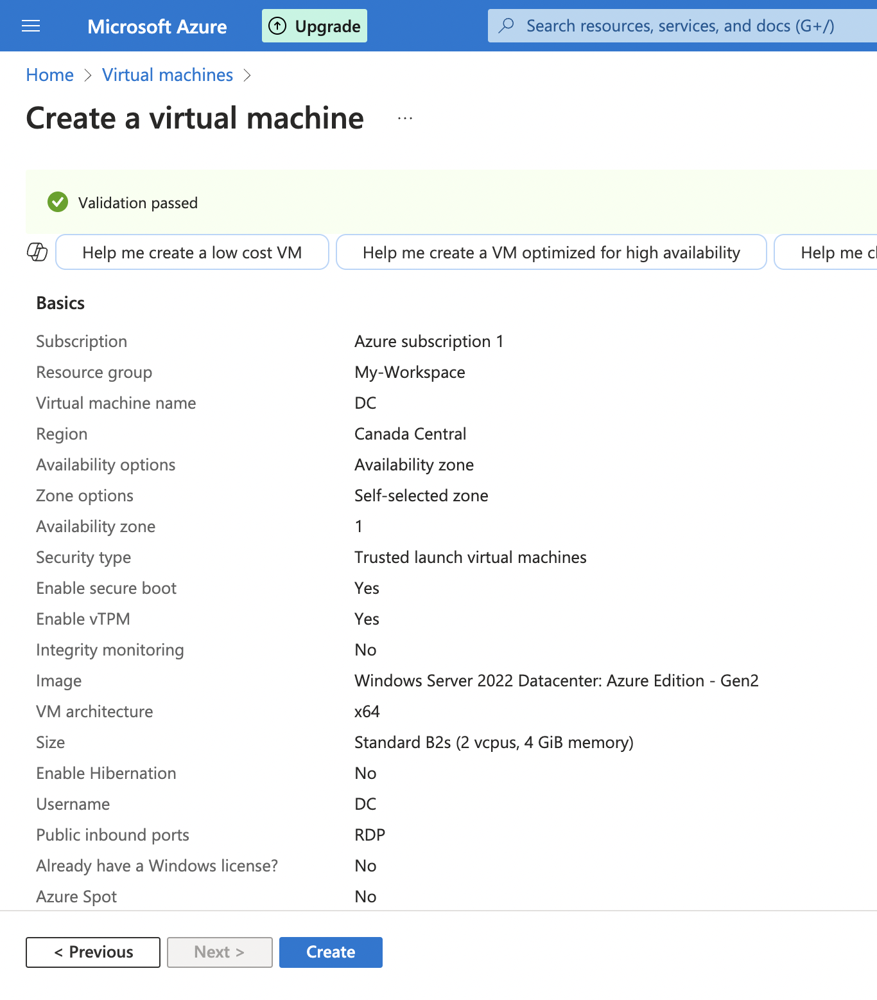 Microsoft Azure Upgrade Search resources, services, and docs (G+/)
Home > Virtual machines >
Create a virtual machine ...
Validation passed
Help me create a low cost VM Help me create a VM optimized for high availability Help me
Basics
Subscription Azure subscription 1
Resource group My-Workspace
Virtual machine name DC
Region Canada Central
Availability options Availability zone
Zone options Self-selected zone
Availability zone 1
Security type Trusted launch virtual machines
Enable secure boot Yes
Enable vTPM Yes
Integrity monitoring No
Image Windows Server 2022 Datacenter: Azure Edition - Gen2
VM architecture x64
Size Standard B2s (2 vcpus, 4 GiB memory)
Enable Hibernation No
Username DC
Public inbound ports RDP
Already have a Windows license? No
Azure Spot No
< Previous Next > Create